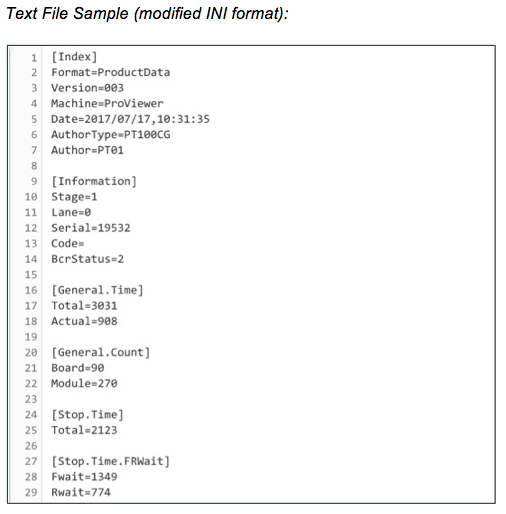 Text File Sample (modified INI format):
1 [Index]
2 Format=ProductData
3 Version=003
4 Machine=ProViewer
5 Date=2017/07/17,10:31:35
6 AuthorType=PT100CG
7 Author=PT01
8
9 [Information]
10 Stage=1
11 Lane=0
12 Serial=19532
13 Code=
14 BcrStatus=2
15
16 [General.Time]
17 Total=3031
18 Actual=908
19
20 [General.Count]
21 Board=90
22 Module=270
23
24 [Stop.Time]
25 Total=2123
26
27 [Stop.Time.FRWait]
28 Fwait=1349
29 Rwait=774